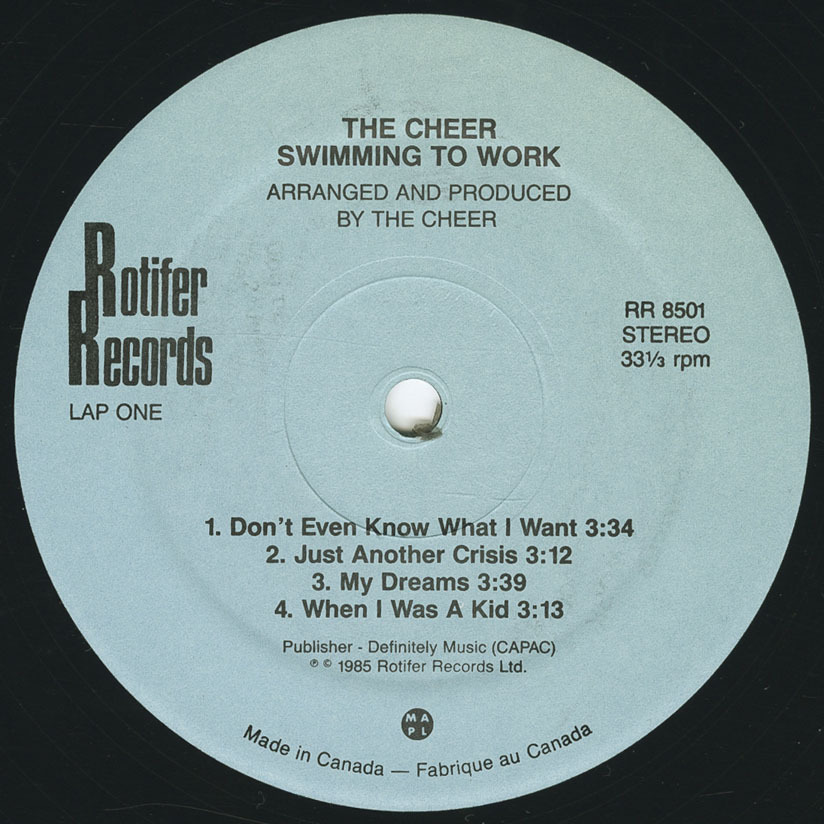 THE CHEER
SWIMMING TO WORK
ARRANGED AND PRODUCED
BY THE CHEER
Rotifer
Records
LAP ONE
RR 8501
STEREO
33⅓ rpm
1. Don't Even Know What I Want 3:34
2. Just Another Crisis 3:12
3. My Dreams 3:39
4. When I Was A Kid 3:13
Publisher - Definitely Music (CAPAC)
℗ © 1985 Rotifer Records Ltd.
M A
P L
Made in Canada — Fabrique au Canada